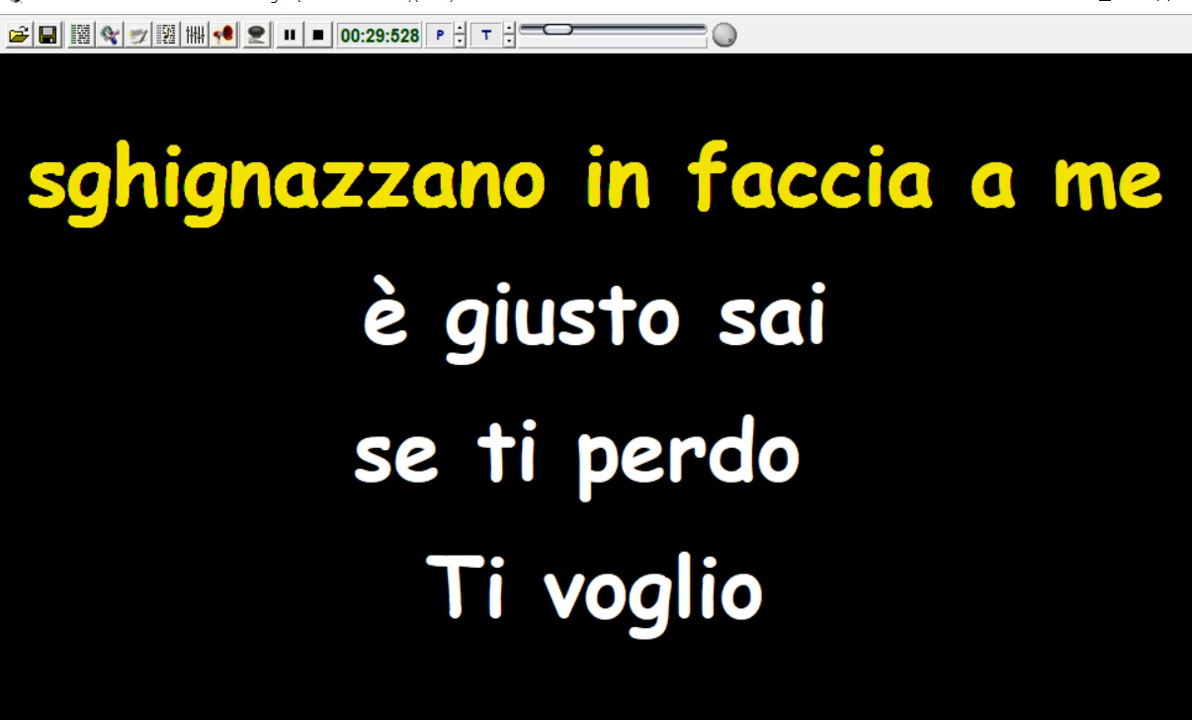 00:29:528 P T
sghignazzano in faccia a me
è giusto sai
se ti perdo
Ti voglio